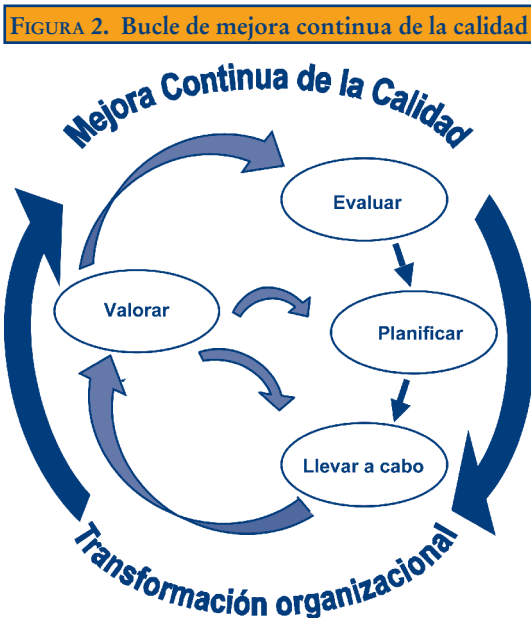 FIGURA 2. Bucle de mejora continua de la calidad
Mejora Continua de la Calidad
Evaluar
Valorar
Planificar
Llevar a cabo
Transformación organizacional